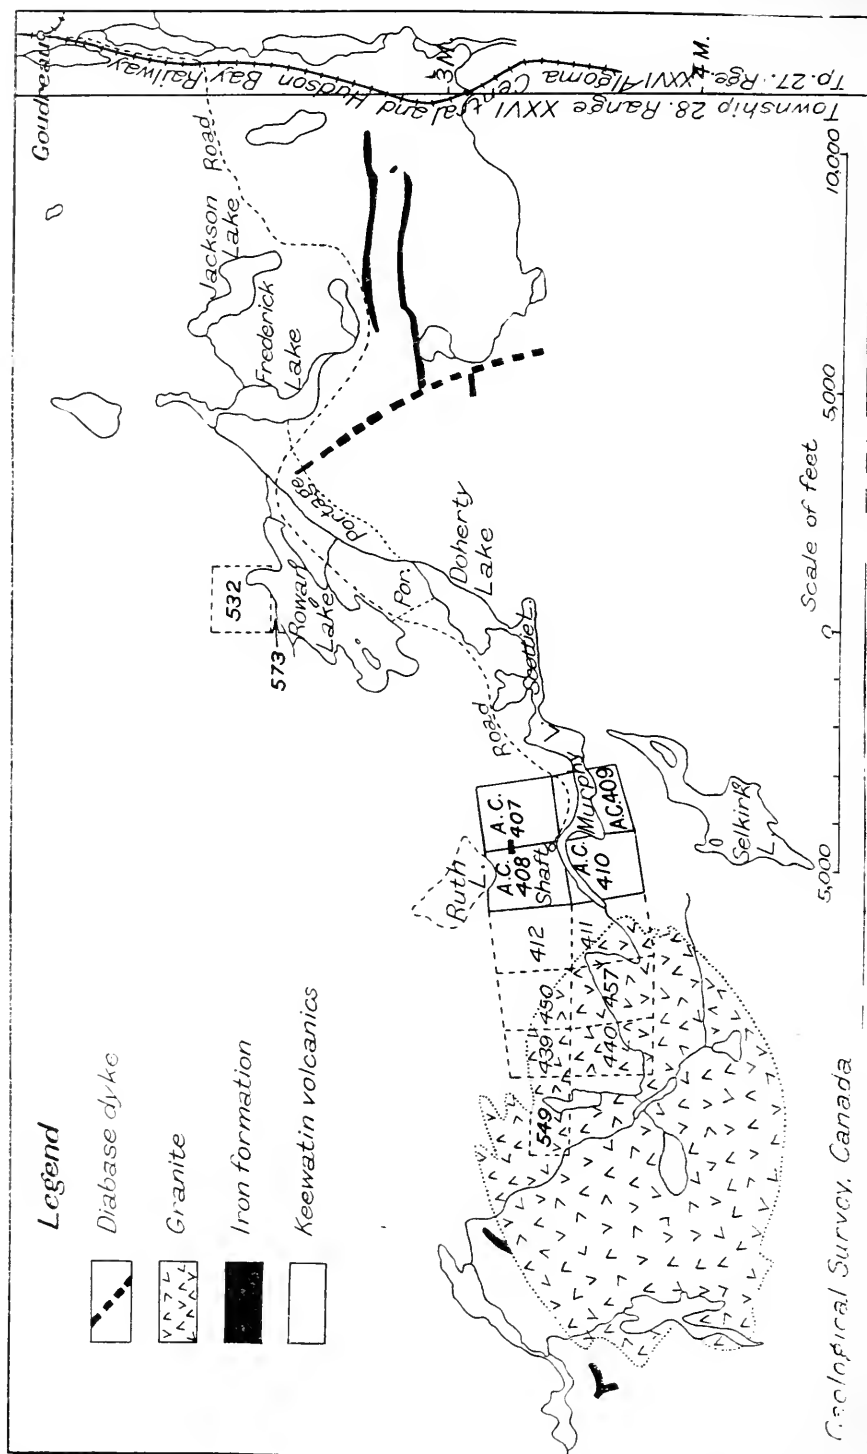 Legend
Diabase dyke
Granite
Iron formation
Keewatin volcanics
Goudreau
Jackson
Lake
Road
Frederick
Lake
Algoma Central and Hudson Bay Railway
Township 28. Range XXVI
Tp. 27. Rge. XXVI
3 M.
4 M.
532
573
Rowan
Lake
Portage
Por.
Doherty
Lake
Road
Ruth
L.
A.C.
408
A.C.
407
Shaft
A.C.
410
Murphy L.
A.C.409
Selkirk
L.
412
411
450
457
439
440
549
5,000
0
5,000
10,000
Scale of feet
Geological Survey, Canada